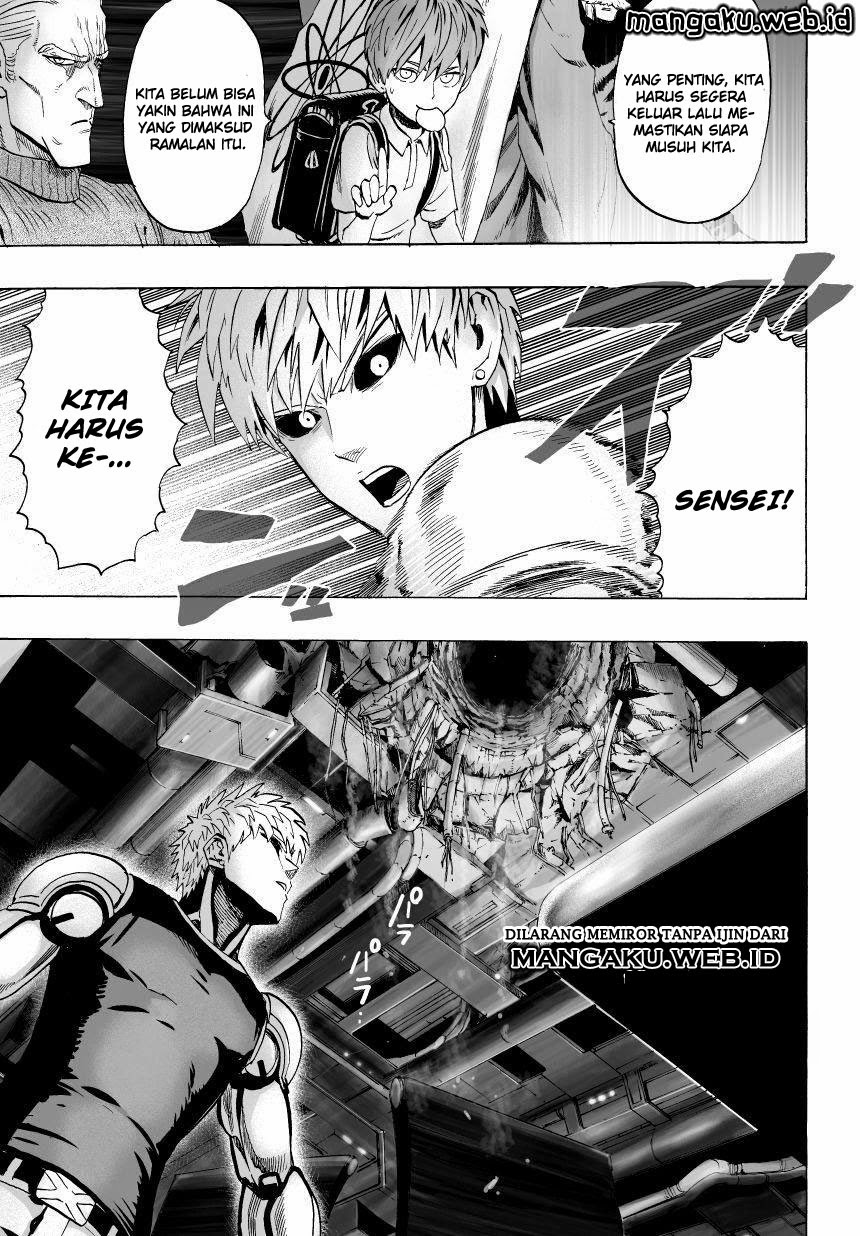 mangaku.web.id
YANG PENTING, KITA
HARUS SEGERA
KELUAR LALU ME-
MASTIKAN SIAPA
MUSUH KITA.
KITA BELUM BISA
YAKIN BAHWA INI
YANG DIMAKSUD
RAMALAN ITU.
SENSEI!
KITA
HARUS
KE-...
パラ
パラ
DILARANG MEMIROR TANPA IJIN DARI
MANGAKU.WEB.ID